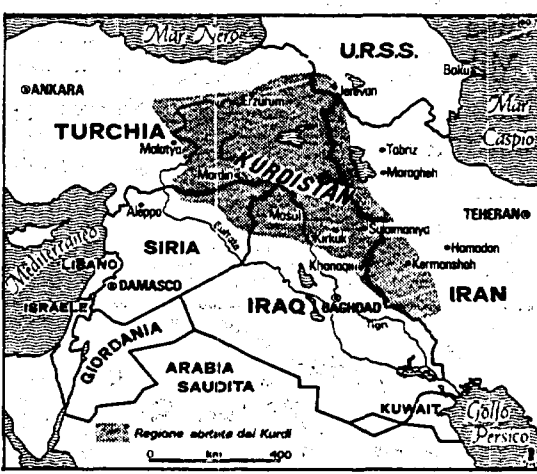 Mar Nero
U.R.S.S.
Baku
ANKARA
Erzurum
Jerevan
Mar
Caspio
TURCHIA
Malatya
KURDISTAN
Tabriz
Maragheh
Mardin
Aleppo
Mosul
Kirkuk
Sulaimaniya
TEHERAN
Mediterraneo
SIRIA
Eufrate
Hamadan
LIBANO
Khanaqin
Kermanshah
DAMASCO
ISRAELE
IRAQ
BAGHDAD
IRAN
Tigri
GIORDANIA
ARABIA
SAUDITA
KUWAIT
Golfo
Persico
Regione abitata dai Kurdi
0 km 400